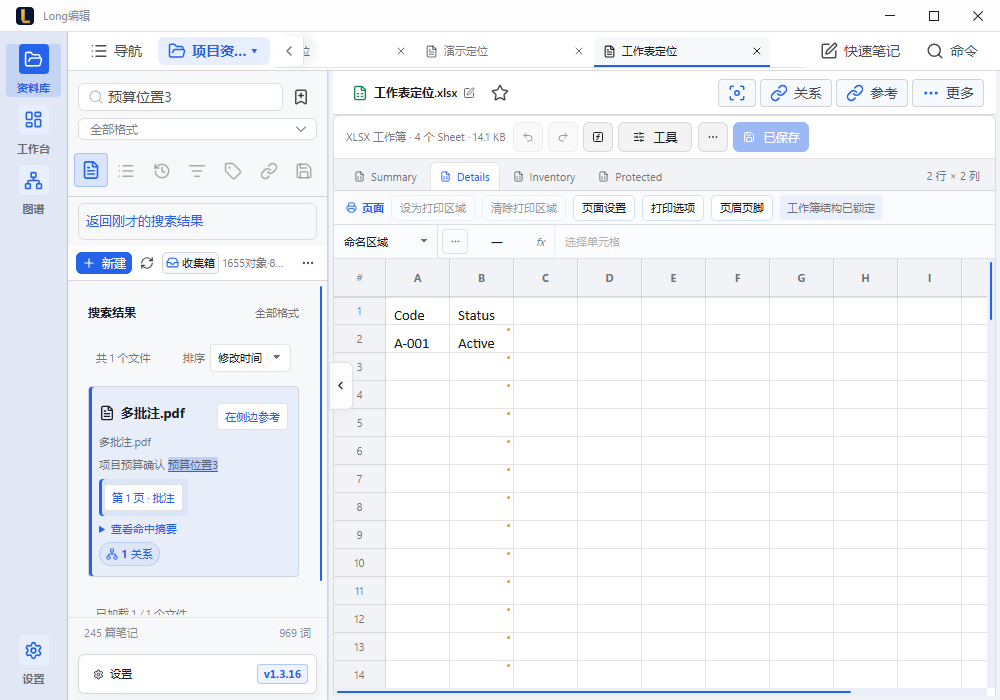 Long编辑
资料库
工作台
图谱
设置
导航
项目资...
位
演示定位
工作表定位
快速笔记
命令
预算位置3
全部格式
返回刚才的搜索结果
新建
收集箱
1655对象·8...
搜索结果
全部格式
共 1 个文件
排序
修改时间
多批注.pdf
在侧边参考
多批注.pdf
项目预算确认 预算位置3
第 1 页 · 批注
查看命中摘要
1 关系
已加载 1 / 1 个文件
245 篇笔记
969 词
设置
v1.3.16
工作表定位.xlsx
关系
参考
更多
XLSX 工作簿 · 4 个 Sheet · 14.1 KB
工具
已保存
Summary
Details
Inventory
Protected
2 行 × 2 列
页面
设为打印区域
清除打印区域
页面设置
打印选项
页眉页脚
工作簿结构已锁定
命名区域
fx
选择单元格
# A B C D E F G H I
1 Code Status
2 A-001 Active
3
4
5
6
7
8
9
10
11
12
13
14